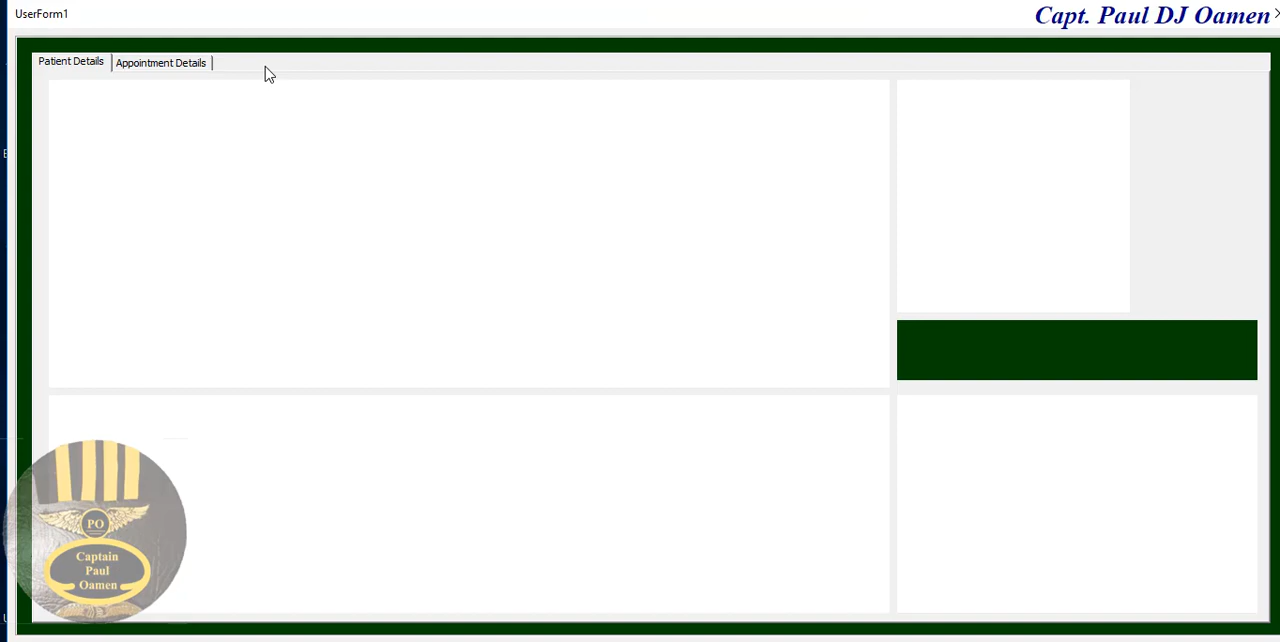 UserForm1
Capt. Paul DJ Oamen
Patient Details
Appointment Details
PO
Captain
Paul
Oamen